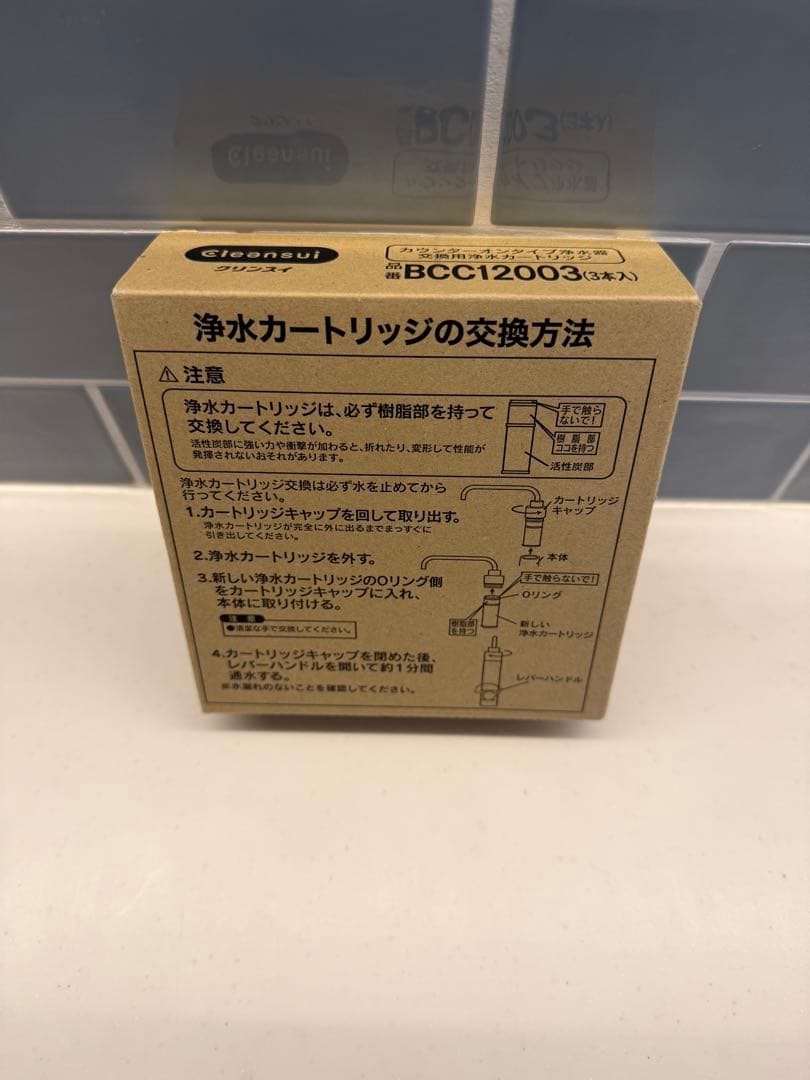 Cleansui
クリンスイ
カウンターオンタイプ浄水器
交換用浄水カートリッジ
品番 BCC12003(3本入)
浄水カートリッジの交換方法
⚠ 注意
浄水カートリッジは、必ず樹脂部を持って
交換してください。
活性炭部に強い力や衝撃が加わると、折れたり、変形して性能が
発揮されないおそれがあります。
手で触ら
ないで!
樹脂部
ココを持つ
活性炭部
浄水カートリッジ交換は必ず水を止めてから
行ってください。
1.カートリッジキャップを回して取り出す。
浄水カートリッジが完全に外に出るまでまっすぐに
引き出してください。
カートリッジ
キャップ
本体
2.浄水カートリッジを外す。
3.新しい浄水カートリッジのOリング側
をカートリッジキャップに入れ、
本体に取り付ける。
注意
●清潔な手で交換してください。
手で触らないで!
Oリング
樹脂部
を持つ
新しい
浄水カートリッジ
4.カートリッジキャップを閉めた後、
レバーハンドルを開いて約1分間
通水する。
※水漏れのないことを確認してください。
レバーハンドル